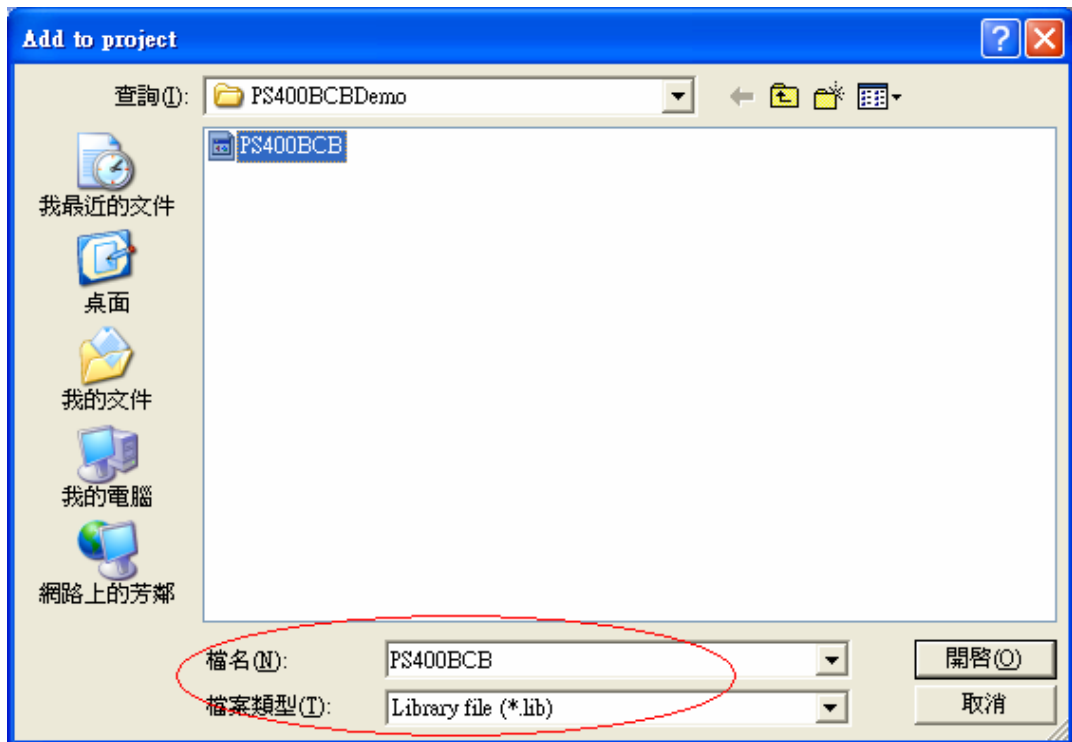 Add to project
查詢(I): PS400BCBDemo
PS400BCB
我最近的文件
桌面
我的文件
我的電腦
網路上的芳鄰
檔名(N): PS400BCB 開啓(O)
檔案類型(T): Library file (*.lib) 取消